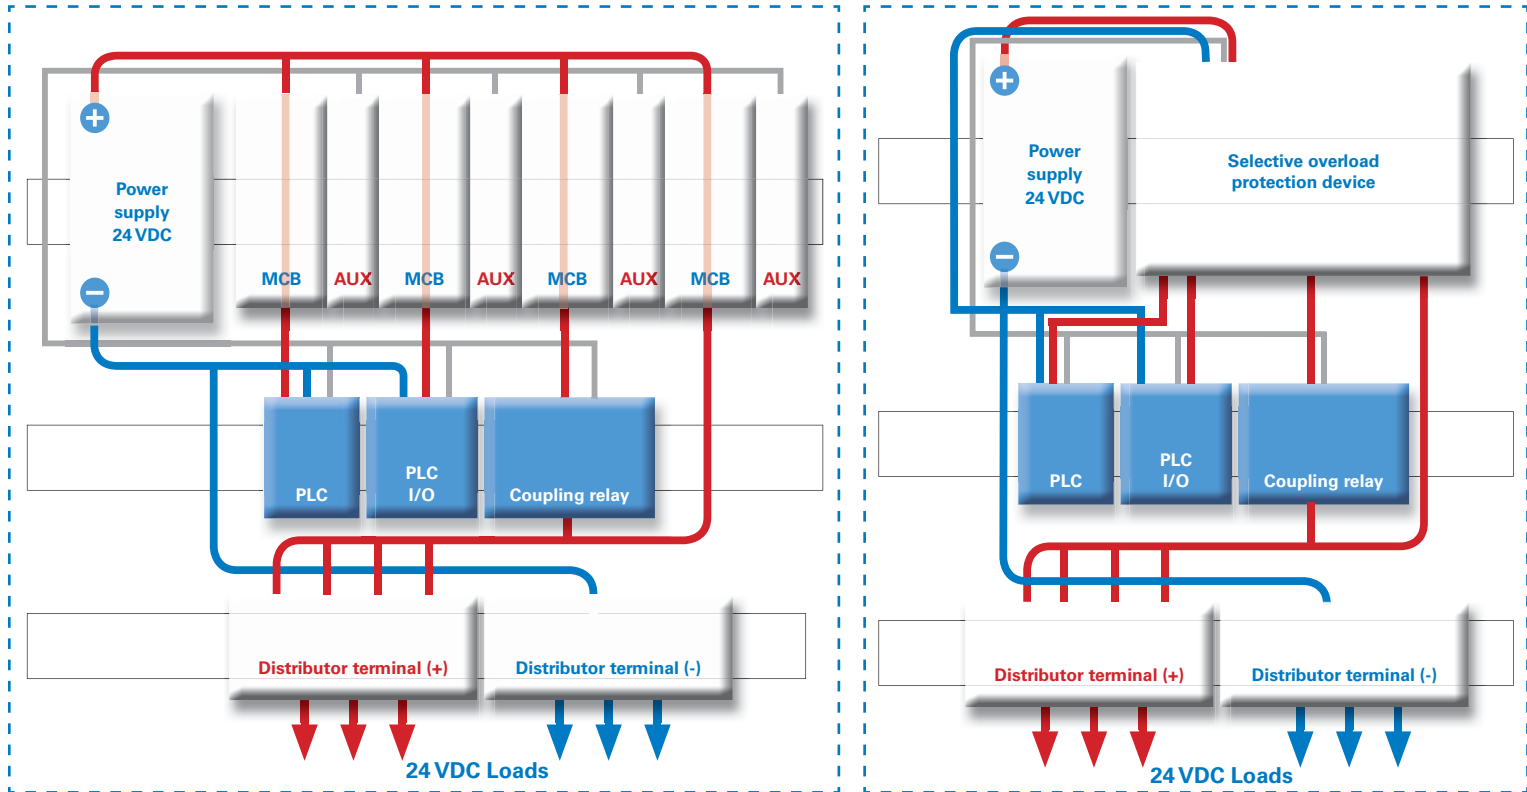 +
Power
supply
24 VDC
−
MCB
AUX
MCB
AUX
MCB
AUX
MCB
AUX
PLC
PLC
I/O
Coupling relay
Distributor terminal (+)
Distributor terminal (-)
24 VDC Loads
+
Power
supply
24 VDC
−
Selective overload
protection device
PLC
PLC
I/O
Coupling relay
Distributor terminal (+)
Distributor terminal (-)
24 VDC Loads